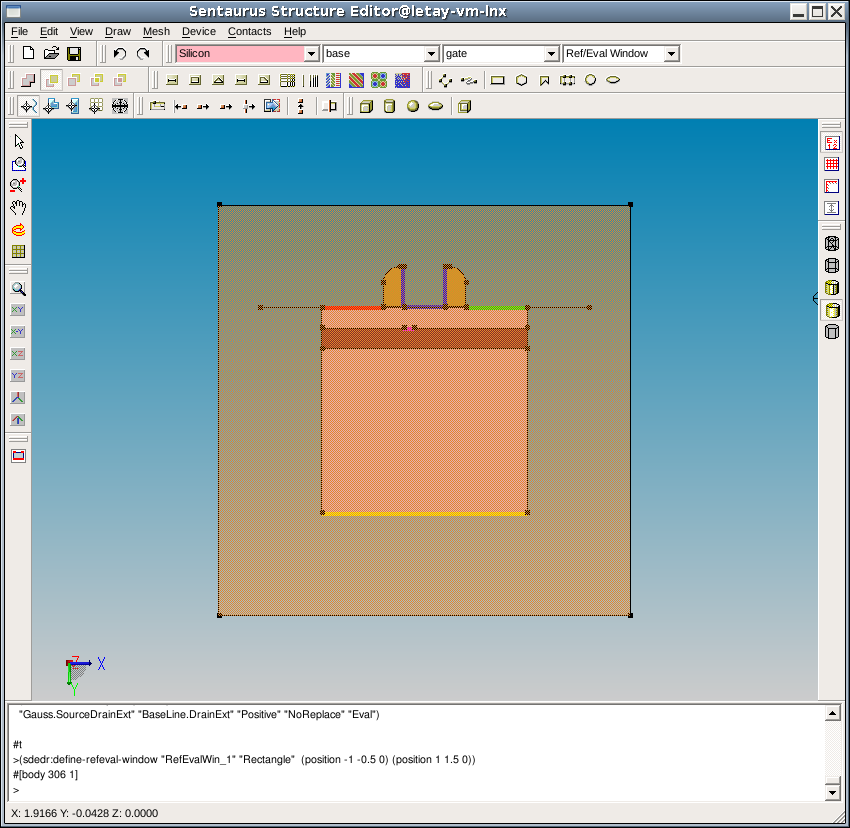 Sentaurus Structure Editor@letay-vm-lnx
File Edit View Draw Mesh Device Contacts Help
Silicon base gate Ref/Eval Window
XY
X-Y
XZ
YZ
Z
X
Y
"Gauss.SourceDrainExt" "BaseLine.DrainExt" "Positive" "NoReplace" "Eval")
#t
>(sdedr:define-refeval-window "RefEvalWin_1" "Rectangle" (position -1 -0.5 0) (position 1 1.5 0))
#[body 306 1]
>
X: 1.9166 Y: -0.0428 Z: 0.0000